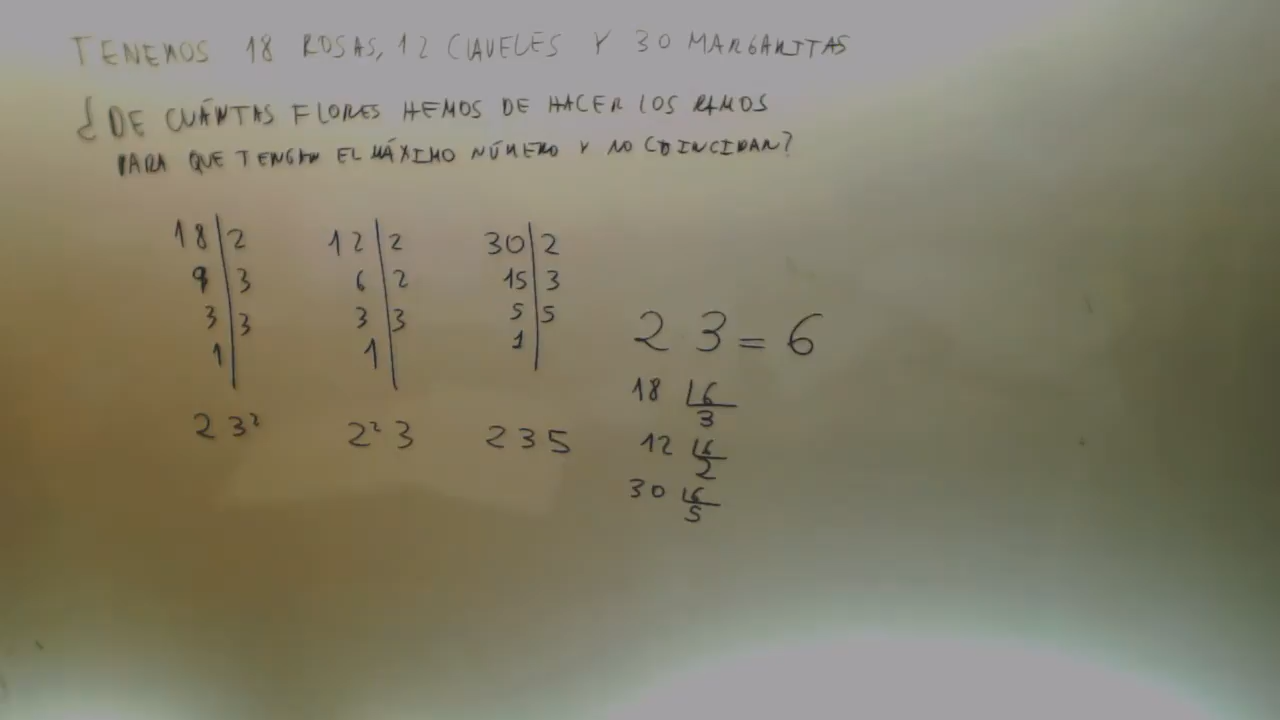 TENEMOS 18 ROSAS, 12 CLAVELES Y 30 MARGARITAS
¿DE CUÁNTAS FLORES HEMOS DE HACER LOS RAMOS
PARA QUE TENGAN EL MÁXIMO NÚMERO Y NO COINCIDAN?
18 | 2 12 | 2 30 | 2
9 | 3 6 | 2 15 | 3
3 | 3 3 | 3 5 | 5
1 | 1 | 1 |
2 3² 2² 3 2 3 5
2 3 = 6
18 6
3
12 6
2
30 6
5